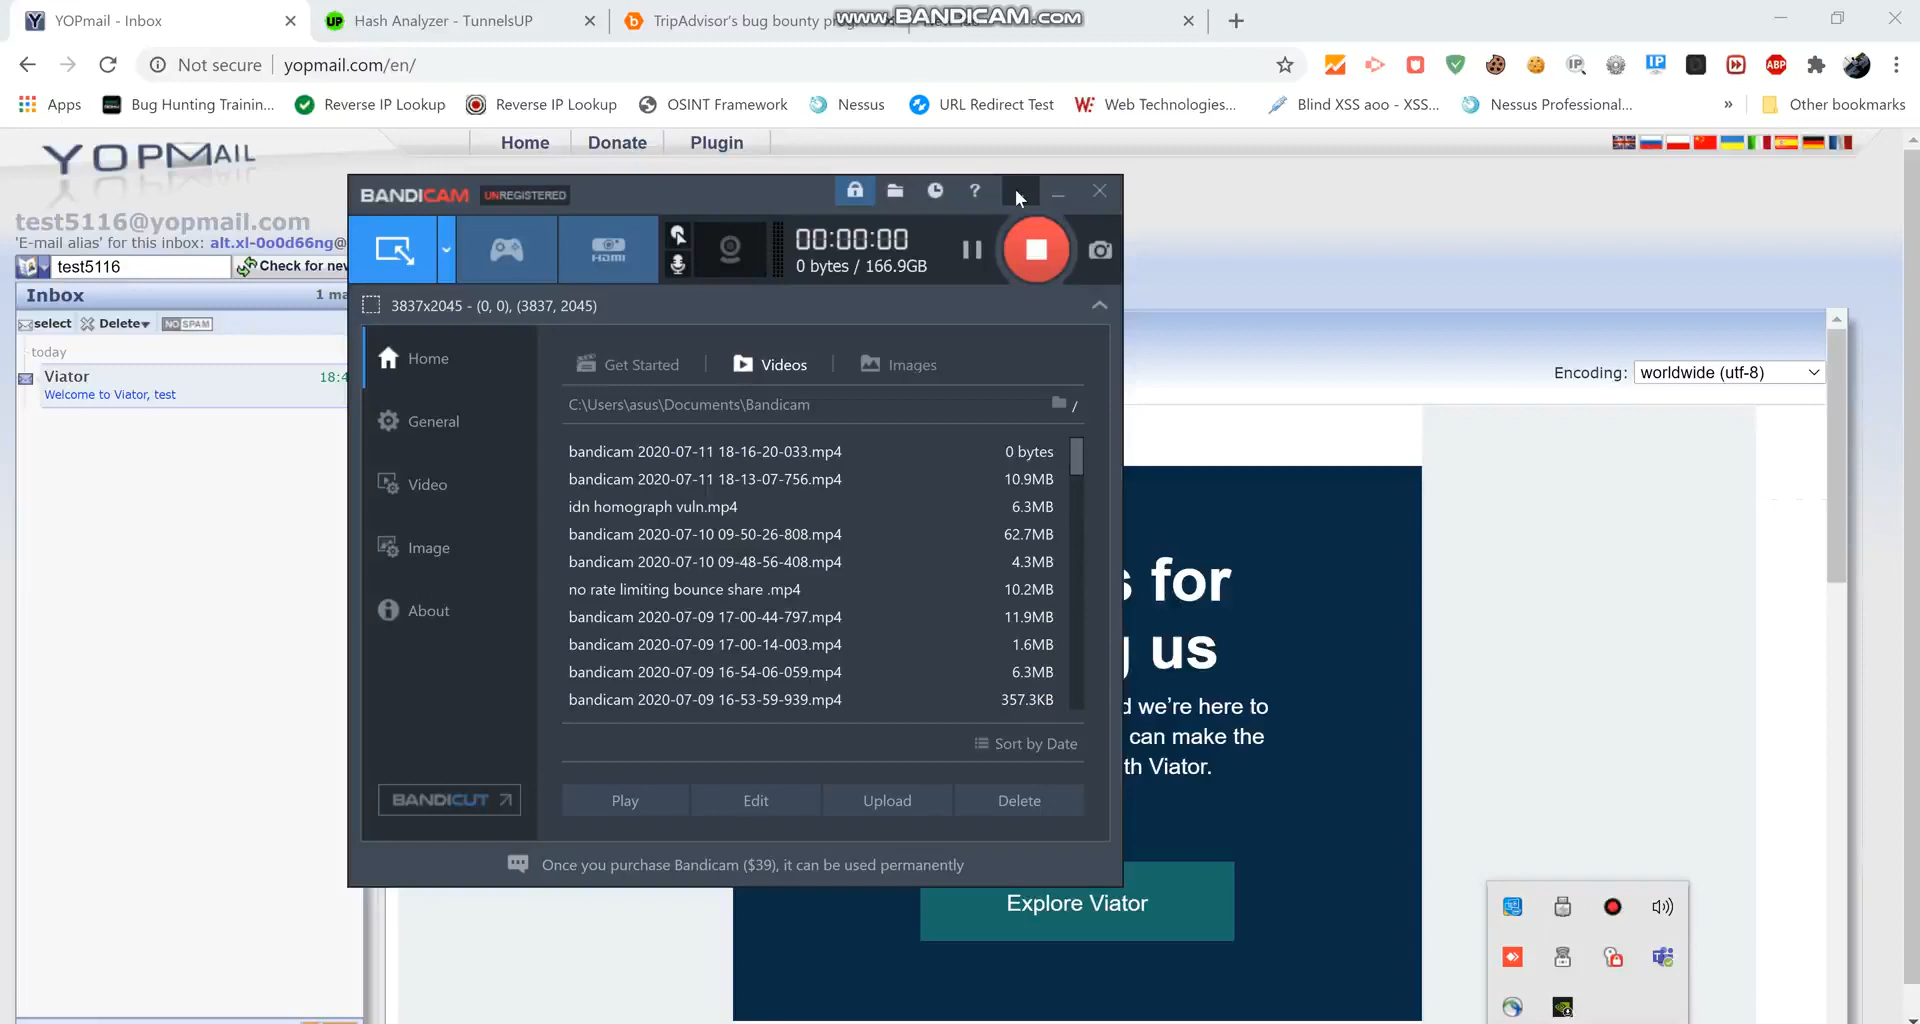 YOPmail - Inbox
Hash Analyzer - TunnelsUP
TripAdvisor's bug bounty
www.BANDICAM.com
Not secure
yopmail.com/en/
Apps
Bug Hunting Trainin...
Reverse IP Lookup
Reverse IP Lookup
OSINT Framework
Nessus
URL Redirect Test
Web Technologies...
Blind XSS aoo - XSS...
Nessus Professional...
»
Other bookmarks
YOPMAIL
Home
Donate
Plugin
test5116@yopmail.com
'E-mail alias' for this inbox: alt.xl-0o0d66ng@
test5116
Check for new
Inbox
1 ma
select
Delete
NO SPAM
today
Viator
18:4
Welcome to Viator, test
BANDICAM UNREGISTERED
?
HDMI
00:00:00
0 bytes / 166.9GB
3837x2045 - (0, 0), (3837, 2045)
Home
General
Video
Image
About
Get Started
Videos
Images
C:\Users\asus\Documents\Bandicam
/
bandicam 2020-07-11 18-16-20-033.mp4 0 bytes
bandicam 2020-07-11 18-13-07-756.mp4 10.9MB
idn homograph vuln.mp4 6.3MB
bandicam 2020-07-10 09-50-26-808.mp4 62.7MB
bandicam 2020-07-10 09-48-56-408.mp4 4.3MB
no rate limiting bounce share .mp4 10.2MB
bandicam 2020-07-09 17-00-44-797.mp4 11.9MB
bandicam 2020-07-09 17-00-14-003.mp4 1.6MB
bandicam 2020-07-09 16-54-06-059.mp4 6.3MB
bandicam 2020-07-09 16-53-59-939.mp4 357.3KB
Sort by Date
Play
Edit
Upload
Delete
BANDICUT
Once you purchase Bandicam ($39), it can be used permanently
Encoding: worldwide (utf-8)
s for
g us
d we're here to
can make the
th Viator.
Explore Viator
IP
IP
ABP